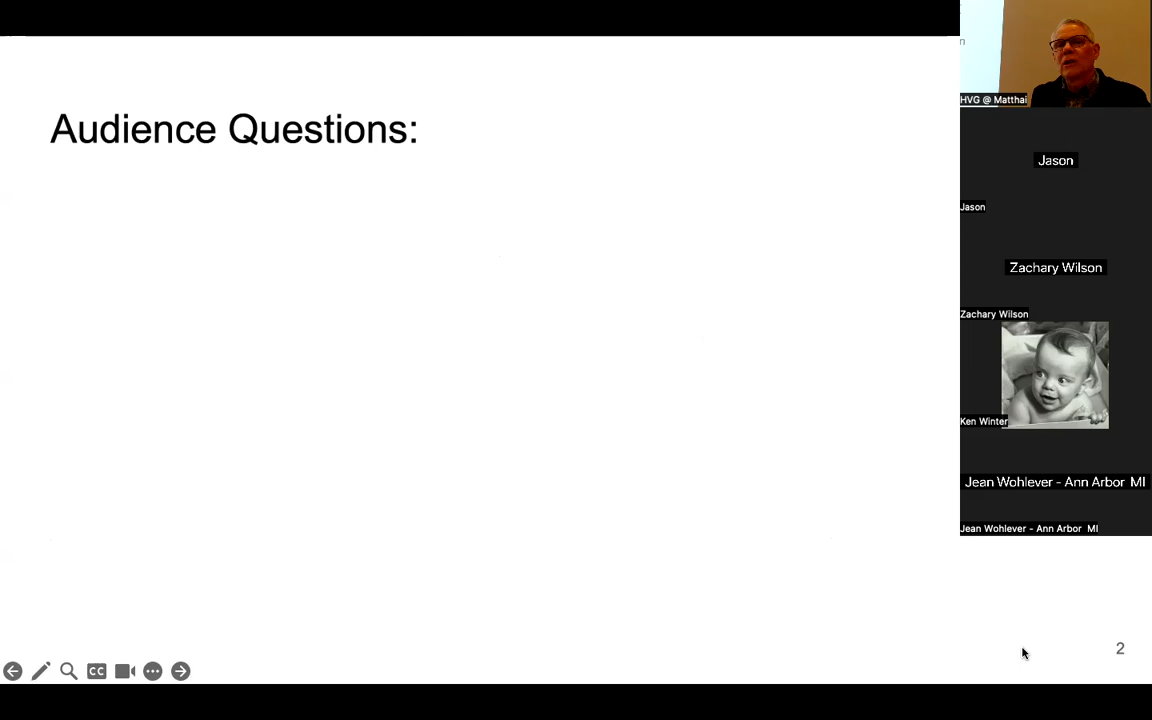 Audience Questions:
n
HVG @ Matthai
Jason
Jason
Zachary Wilson
Zachary Wilson
Ken Winter
Jean Wohlever - Ann Arbor MI
Jean Wohlever - Ann Arbor MI
2
CC